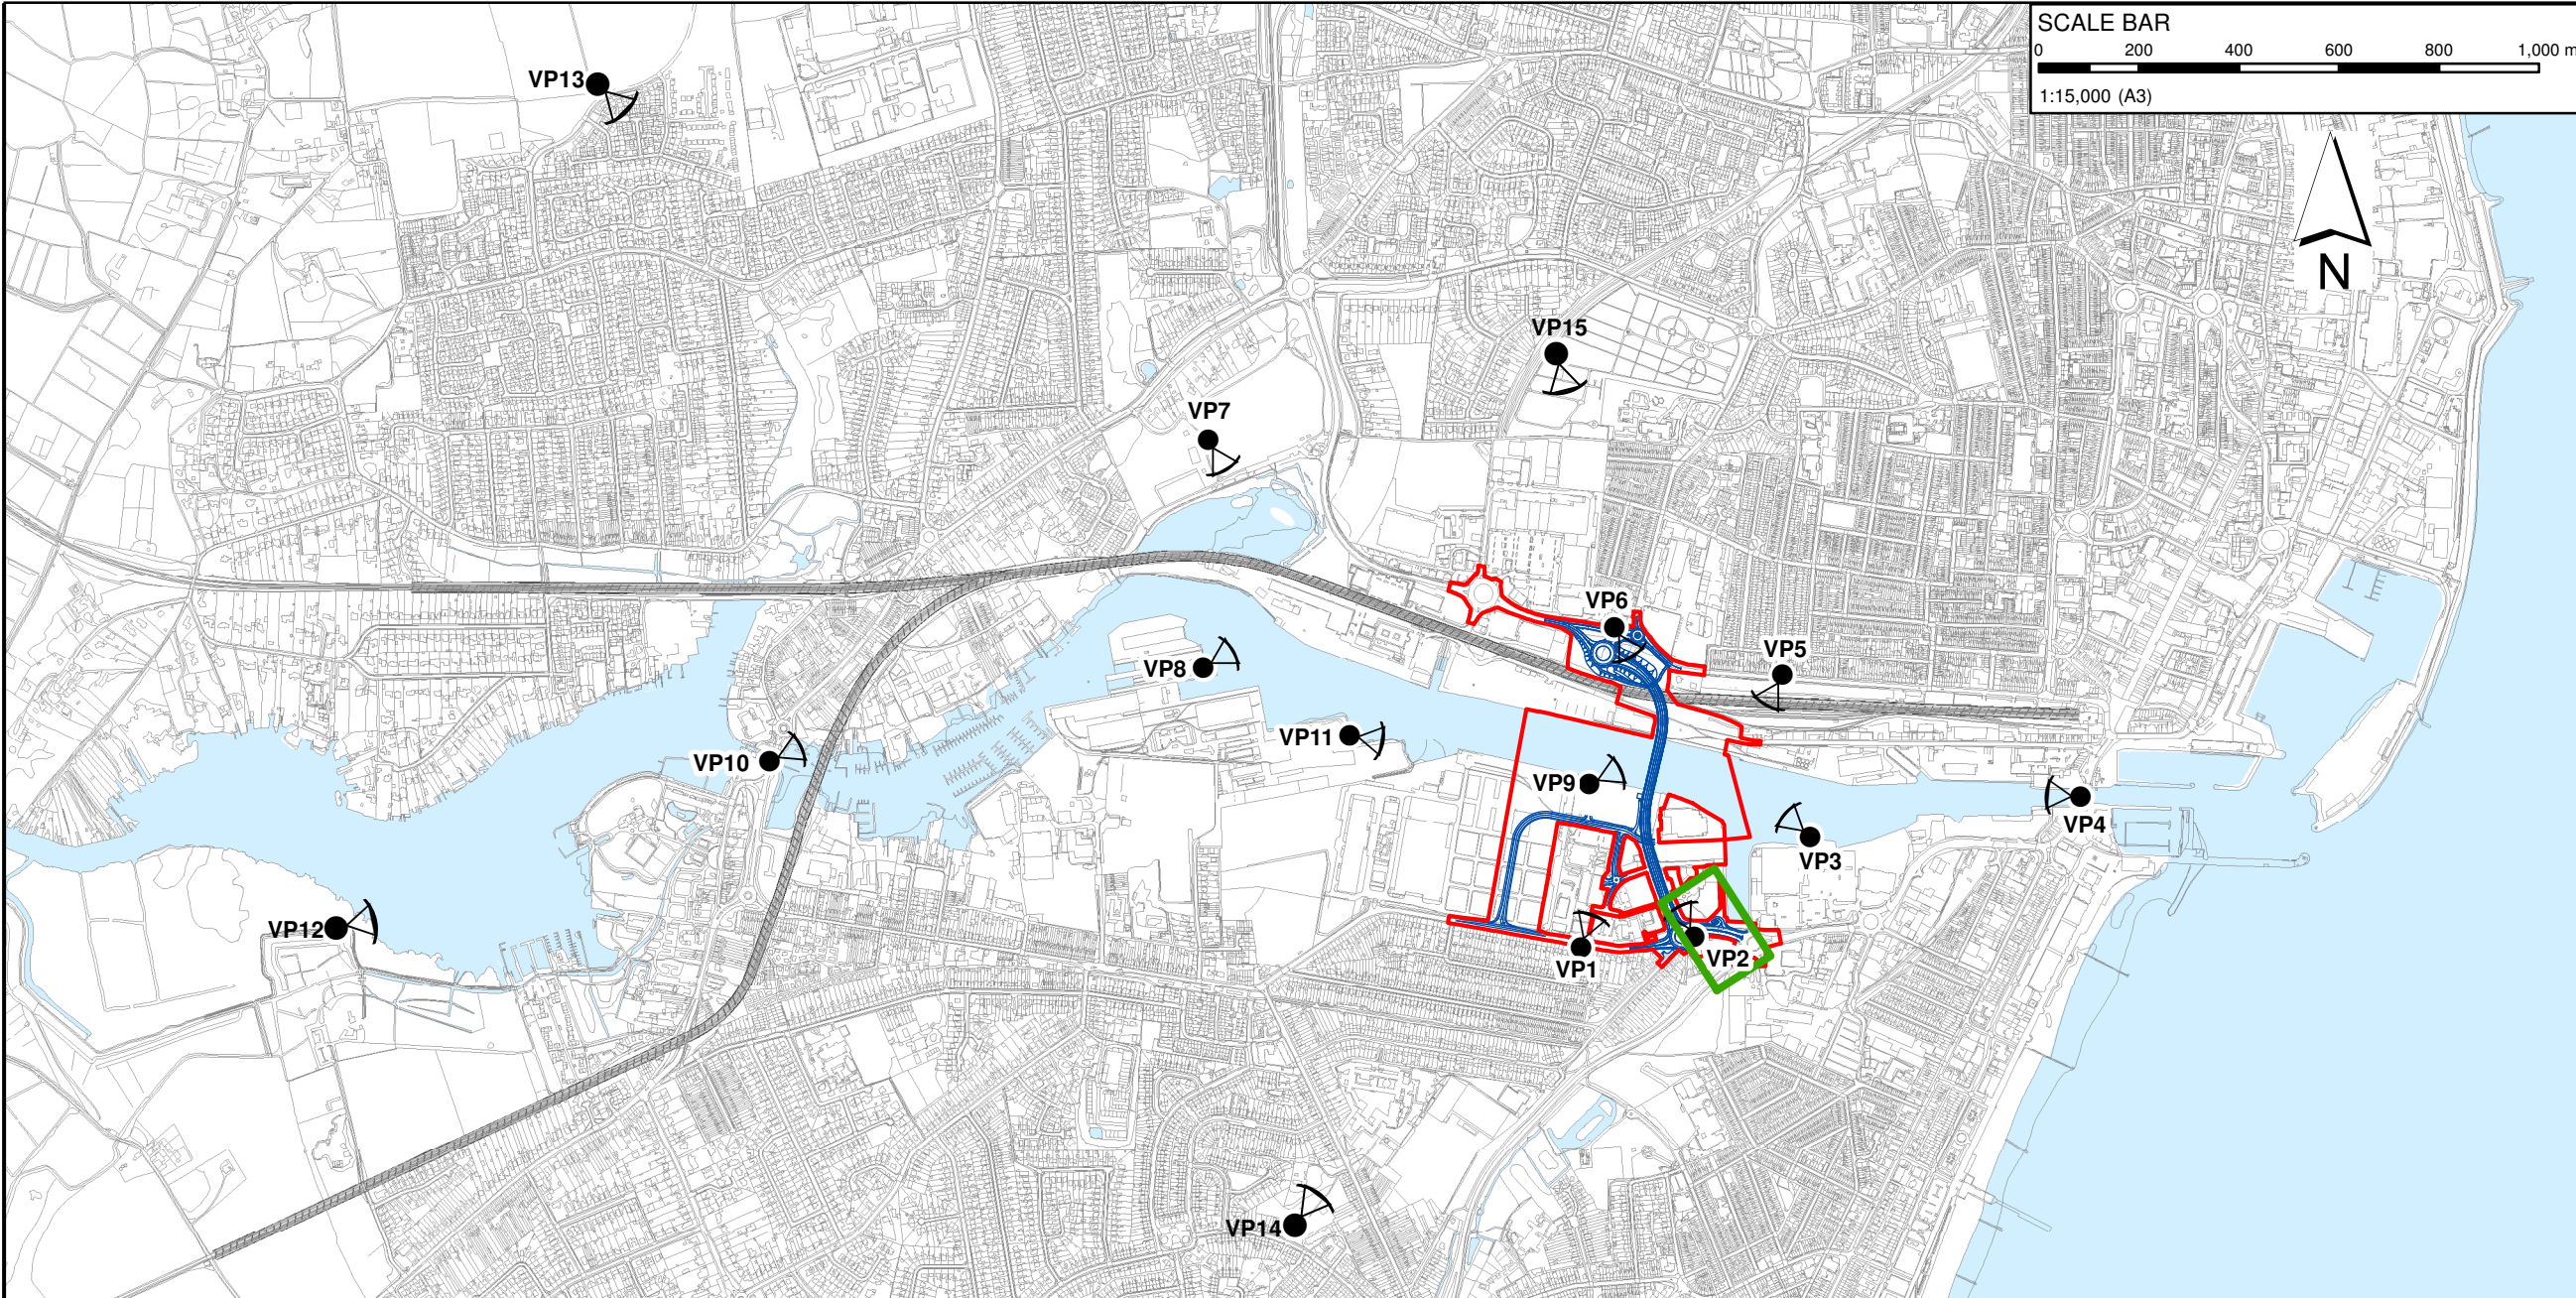 SCALE BAR
0 200 400 600 800 1,000 m
1:15,000 (A3)
N
VP13
VP15
VP7
VP6
VP5
VP8
VP11
VP10
VP9
VP4
VP3
VP12
VP2
VP1
VP14